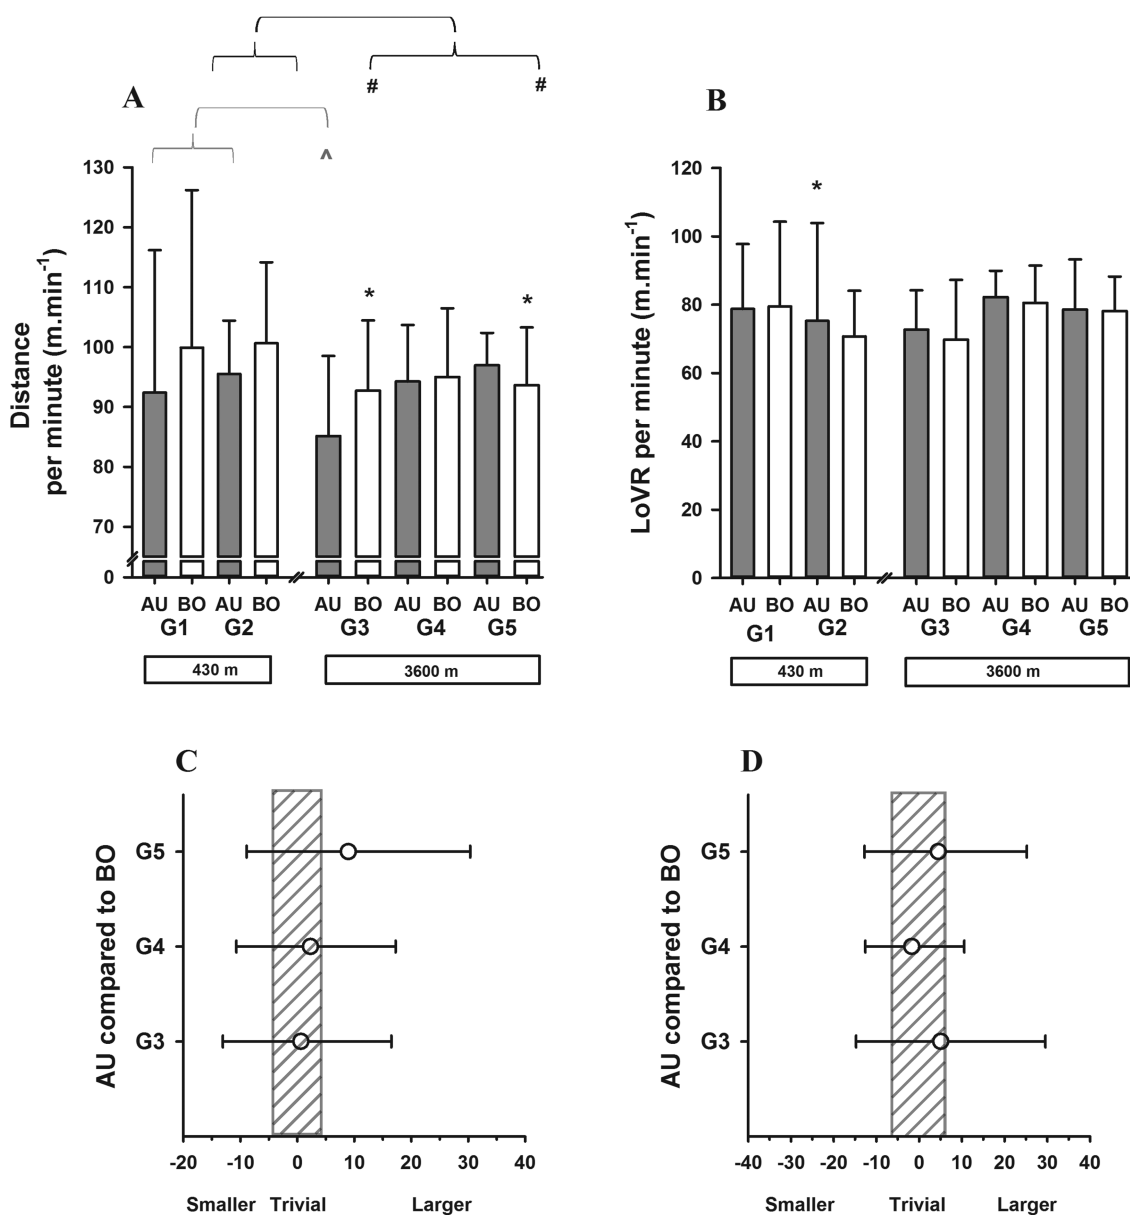 A
# #
^
Distance
per minute (m.min⁻¹)
130
120
110
100
90
80
70
0
* *
AU BO AU BO AU BO AU BO AU BO
G1 G2 G3 G4 G5
430 m 3600 m
B
LoVR per minute (m.min⁻¹)
120
100
80
60
40
20
0
*
AU BO AU BO AU BO AU BO AU BO
G1 G2 G3 G4 G5
430 m 3600 m
C
AU compared to BO
G5
G4
G3
-20 -10 0 10 20 30 40
Smaller Trivial Larger
D
AU compared to BO
G5
G4
G3
-40 -30 -20 -10 0 10 20 30 40
Smaller Trivial Larger